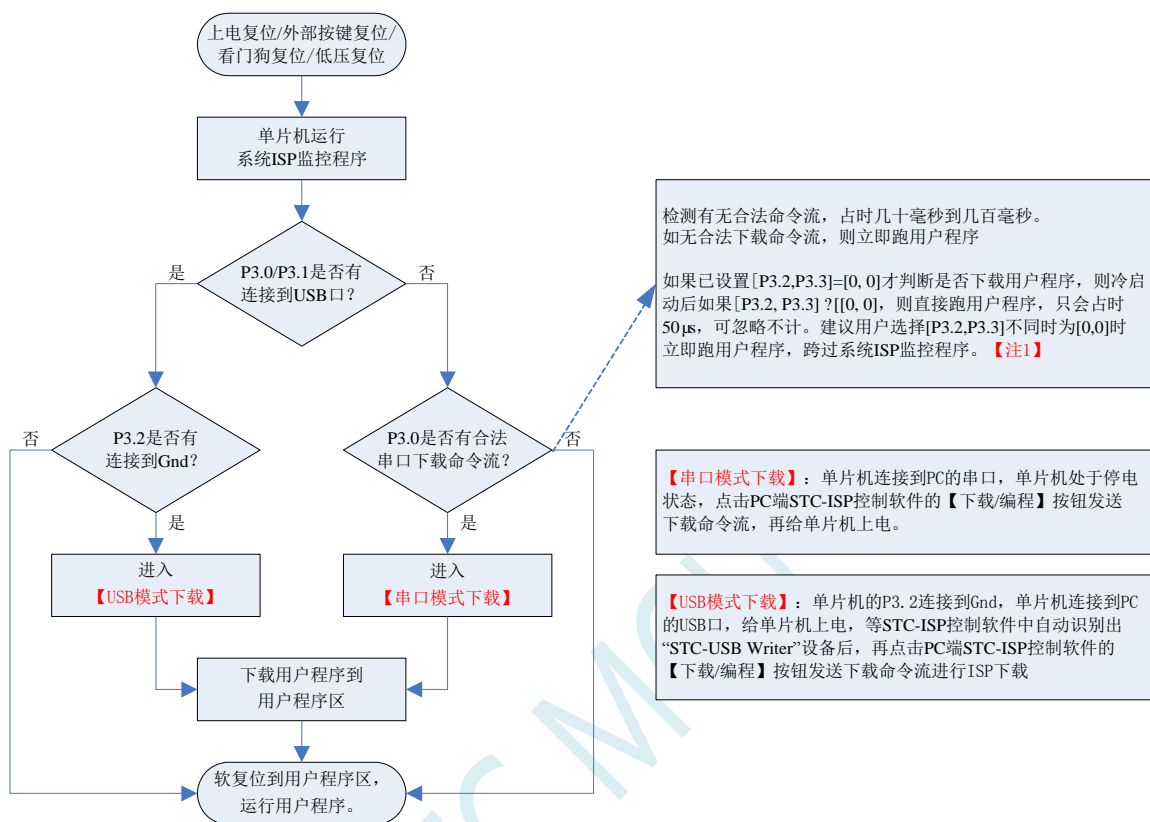 上电复位/外部按键复位/
看门狗复位/低压复位
单片机运行
系统ISP监控程序
P3.0/P3.1是否有
连接到USB口?
是
否
P3.2是否有
连接到Gnd?
否
是
P3.0是否有合法
串口下载命令流?
否
是
进入
【USB模式下载】
进入
【串口模式下载】
下载用户程序到
用户程序区
软复位到用户程序区,
运行用户程序。
检测有无合法命令流,占时几十毫秒到几百毫秒。
如无合法下载命令流,则立即跑用户程序
如果已设置[P3.2,P3.3]=[0, 0]才判断是否下载用户程序,则冷启
动后如果[P3.2, P3.3] ?[[0, 0],则直接跑用户程序,只会占时
50μs,可忽略不计。建议用户选择[P3.2,P3.3]不同时为[0,0]时
立即跑用户程序,跨过系统ISP监控程序。【注1】
【串口模式下载】:单片机连接到PC的串口,单片机处于停电
状态,点击PC端STC-ISP控制软件的【下载/编程】按钮发送
下载命令流,再给单片机上电。
【USB模式下载】:单片机的P3.2连接到Gnd,单片机连接到PC
的USB口,给单片机上电,等STC-ISP控制软件中自动识别出
“STC-USB Writer”设备后,再点击PC端STC-ISP控制软件的
【下载/编程】按钮发送下载命令流进行ISP下载